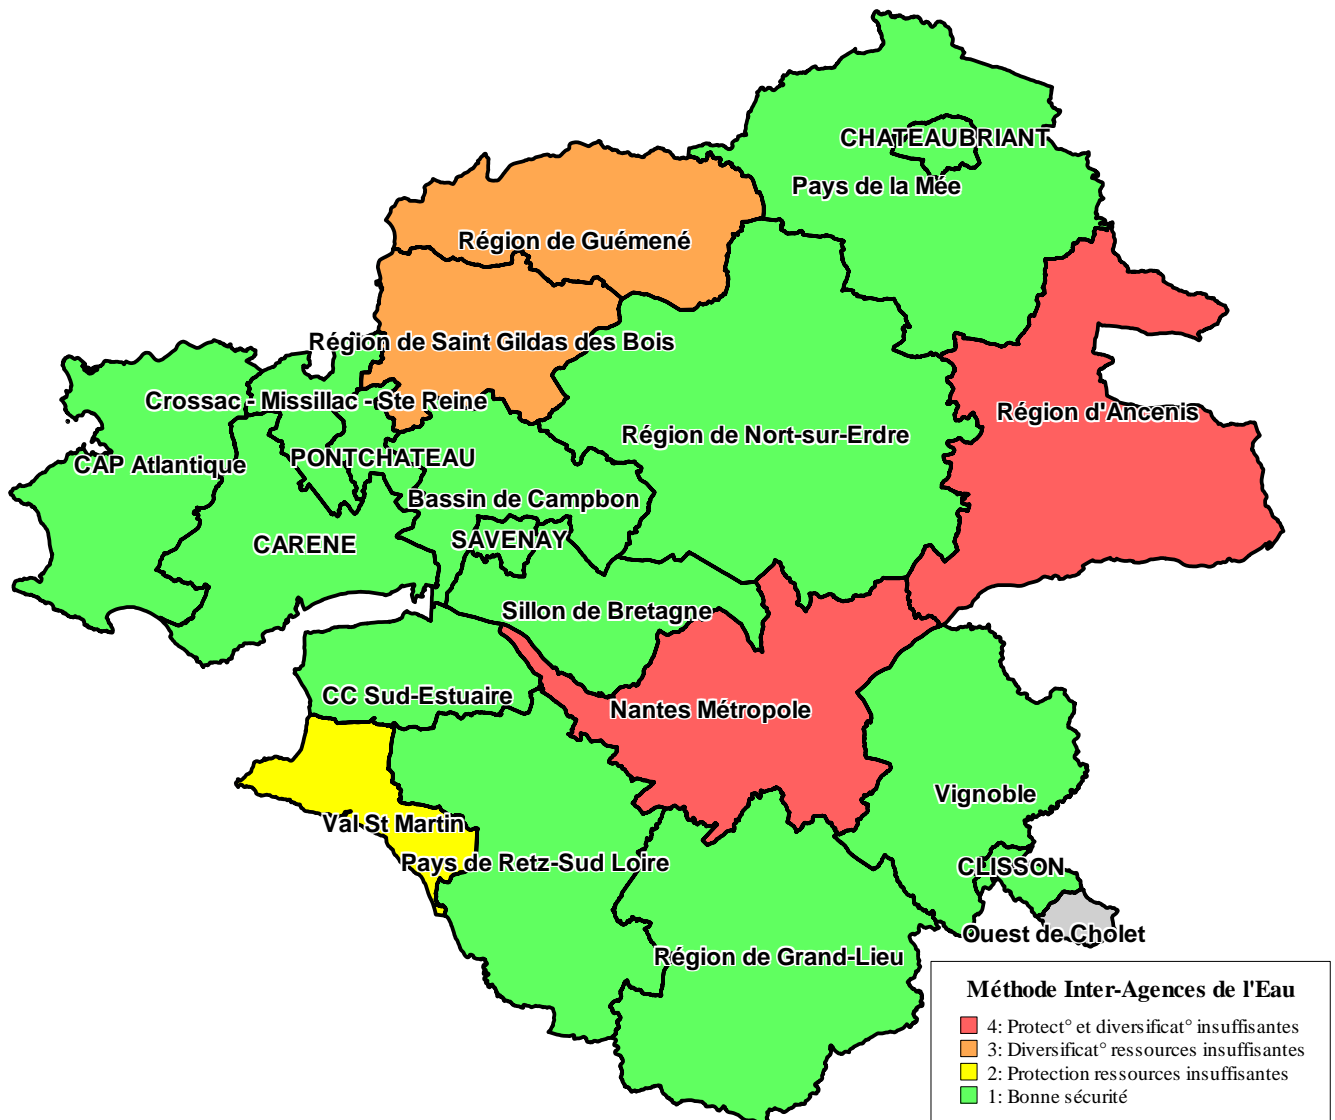 CHATEAUBRIANT
Pays de la Mée
Région de Guémené
Région de Saint Gildas des Bois
Crossac - Missillac - Ste Reine
Région d'Ancenis
Région de Nort-sur-Erdre
CAP Atlantique
PONTCHATEAU
Bassin de Campbon
CARENE
SAVENAY
Sillon de Bretagne
CC Sud-Estuaire
Nantes Métropole
Vignoble
Val St Martin
Pays de Retz-Sud Loire
CLISSON
Ouest de Cholet
Région de Grand-Lieu
Méthode Inter-Agences de l'Eau
4: Protect° et diversificat° insuffisantes
3: Diversificat° ressources insuffisantes
2: Protection ressources insuffisantes
1: Bonne sécurité